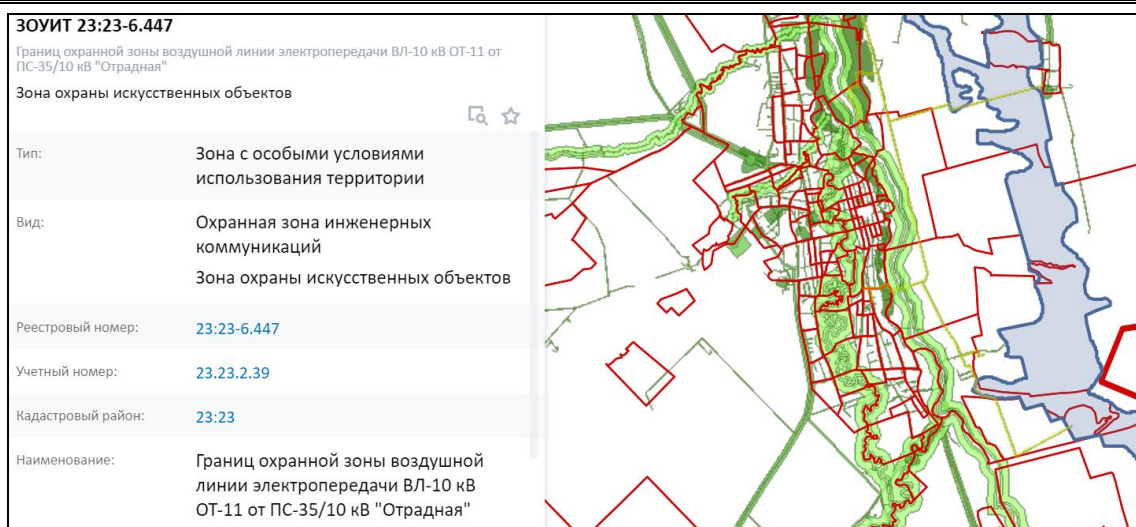 ЗОУИТ 23:23-6.447
Границ охранной зоны воздушной линии электропередачи ВЛ-10 кВ ОТ-11 от
ПС-35/10 кВ "Отрадная"
Зона охраны искусственных объектов
Тип: Зона с особыми условиями
использования территории
Вид: Охранная зона инженерных
коммуникаций
Зона охраны искусственных объектов
Реестровый номер: 23:23-6.447
Учетный номер: 23.23.2.39
Кадастровый район: 23:23
Наименование: Границ охранной зоны воздушной
линии электропередачи ВЛ-10 кВ
ОТ-11 от ПС-35/10 кВ "Отрадная"